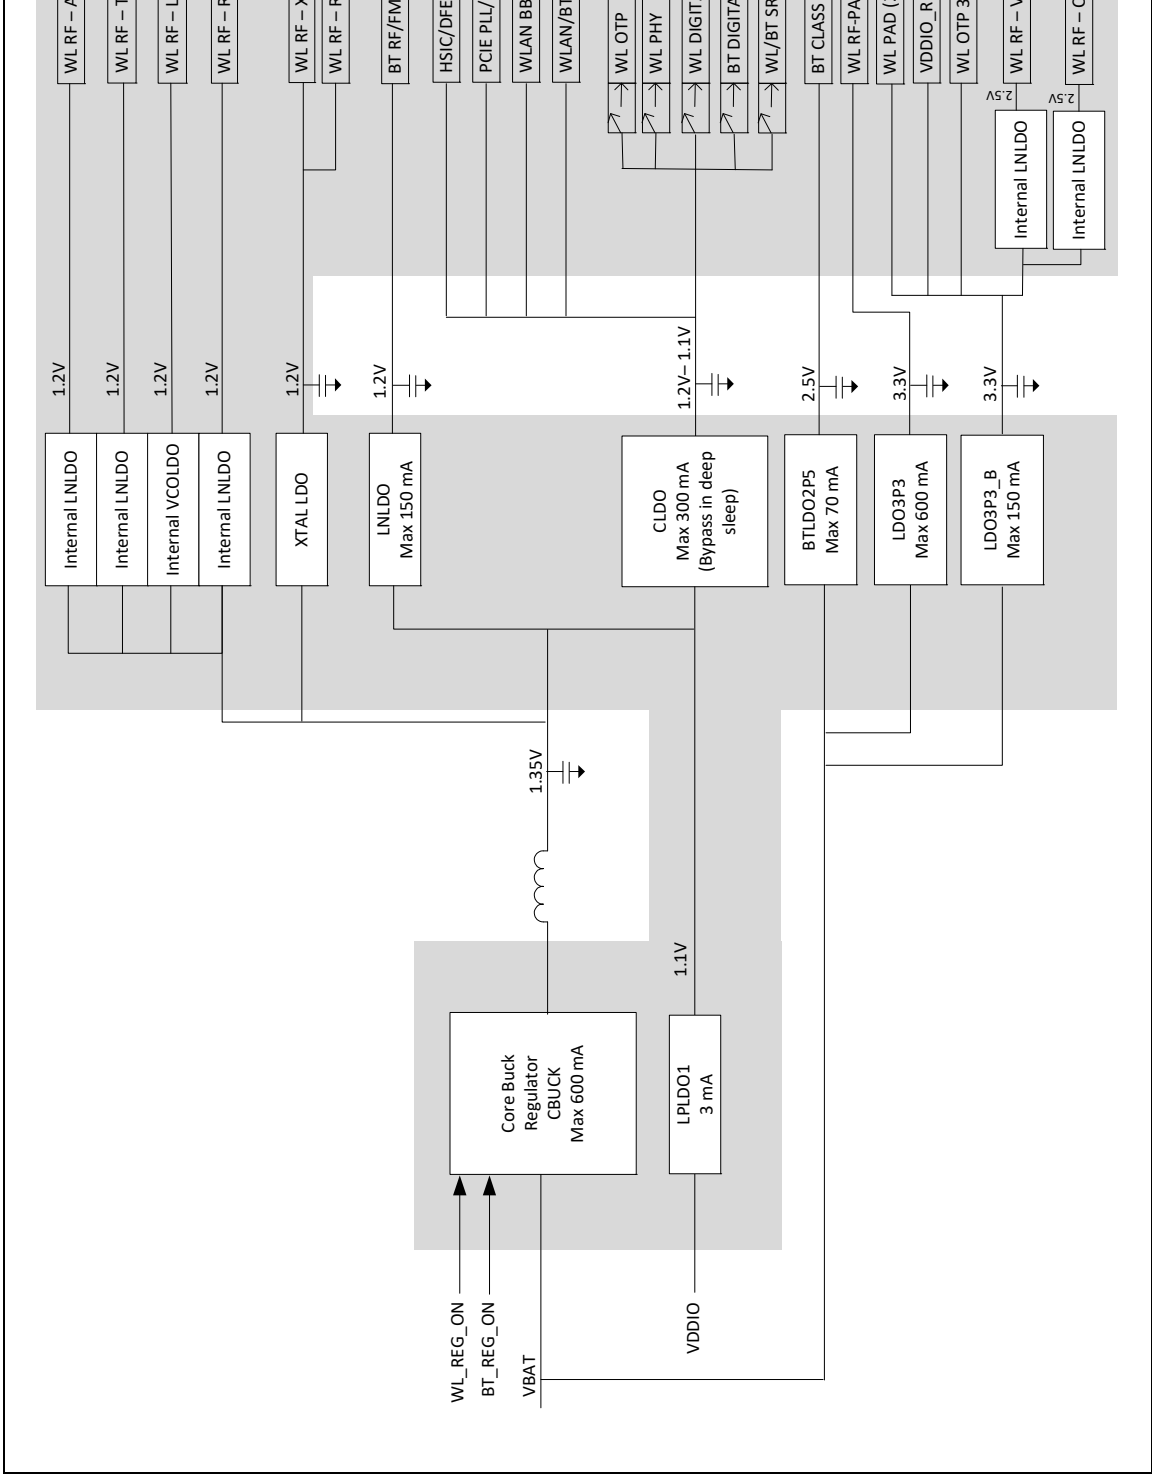 WL RF – A
WL RF – T
WL RF – L
WL RF – R
WL RF – X
WL RF – R
BT RF/FM
HSIC/DFE
PCIE PLL/
WLAN BB
WLAN/BT
WL OTP
WL PHY
WL DIGIT
BT DIGITA
WL/BT SR
BT CLASS
WL RF-PA
WL PAD (
VDDIO_R
WL OTP 3
WL RF – V
WL RF – C
2.5V
2.5V
Internal LNLDO
Internal LNLDO
1.2V
1.2V
1.2V
1.2V
1.2V
1.2V
1.2V– 1.1V
2.5V
3.3V
3.3V
Internal LNLDO
Internal LNLDO
Internal VCOLDO
Internal LNLDO
XTAL LDO
LNLDO
Max 150 mA
CLDO
Max 300 mA
(Bypass in deep
sleep)
BTLDO2P5
Max 70 mA
LDO3P3
Max 600 mA
LDO3P3_B
Max 150 mA
1.35V
1.1V
Core Buck
Regulator
CBUCK
Max 600 mA
LPLDO1
3 mA
WL_REG_ON
BT_REG_ON
VBAT
VDDIO